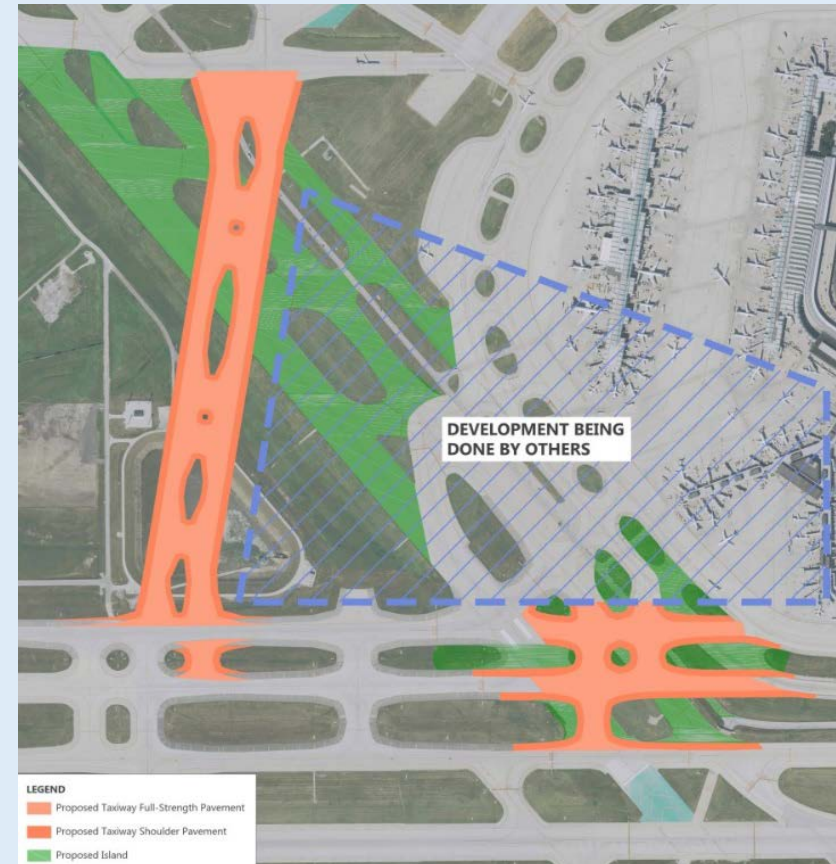 DEVELOPMENT BEING
DONE BY OTHERS
LEGEND
Proposed Taxiway Full-Strength Pavement
Proposed Taxiway Shoulder Pavement
Proposed Island